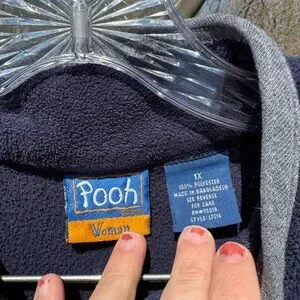 Pooh
Woman
1X
100% POLYESTER
MADE IN BANGLADESH
SEE REVERSE
FOR CARE